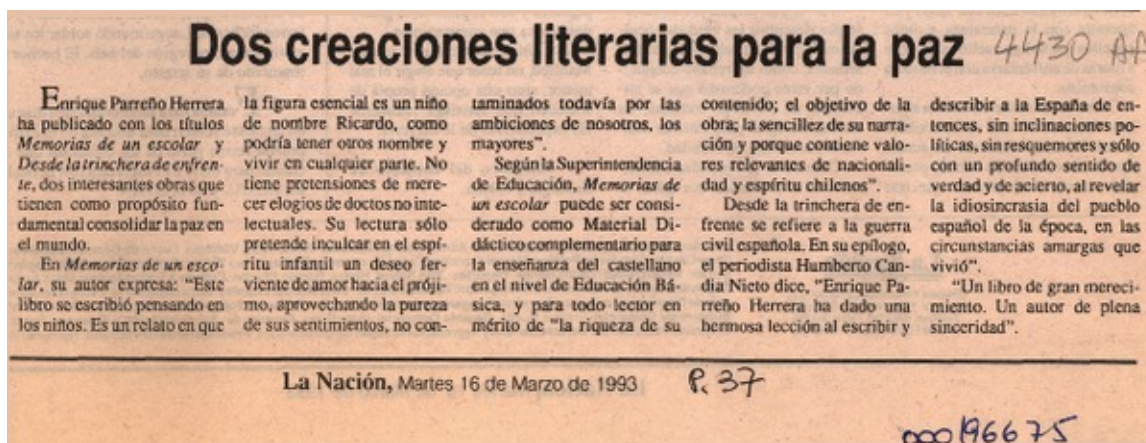 Dos creaciones literarias para la paz
4430 AA
Enrique Parreño Herrera
ha publicado con los títulos
Memorias de un escolar y
Desde la trinchera de enfren-
te, dos interesantes obras que
tienen como propósito fun-
damental consolidar la paz en
el mundo.
En Memorias de un esco-
lar, su autor expresa: “Este
libro se escribió pensando en
los niños. Es un relato en que
la figura esencial es un niño
de nombre Ricardo, como
podría tener otros nombre y
vivir en cualquier parte. No
tiene pretensiones de mere-
cer elogios de doctos no inte-
lectuales. Su lectura sólo
pretende inculcar en el espí-
ritu infantil un deseo fer-
viente de amor hacia el próji-
mo, aprovechando la pureza
de sus sentimientos, no con-
taminados todavía por las
ambiciones de nosotros, los
mayores”.
Según la Superintendencia
de Educación, Memorias de
un escolar puede ser consi-
derado como Material Di-
dáctico complementario para
la enseñanza del castellano
en el nivel de Educación Bá-
sica, y para todo lector en
mérito de “la riqueza de su
contenido; el objetivo de la
obra; la sencillez de su narra-
ción y porque contiene valo-
res relevantes de nacionali-
dad y espíritu chilenos”.
Desde la trinchera de en-
frente se refiere a la guerra
civil española. En su epílogo,
el periodista Humberto Can-
dia Nieto dice, “Enrique Pa-
rreño Herrera ha dado una
hermosa lección al escribir y
describir a la España de en-
tonces, sin inclinaciones po-
líticas, sin resquemores y sólo
con un profundo sentido de
verdad y de acierto, al revelar
la idiosincrasia del pueblo
español de la época, en las
circunstancias amargas que
vivió”.
“Un libro de gran mereci-
miento. Un autor de plena
sinceridad”.
La Nación, Martes 16 de Marzo de 1993 P. 37
000196675